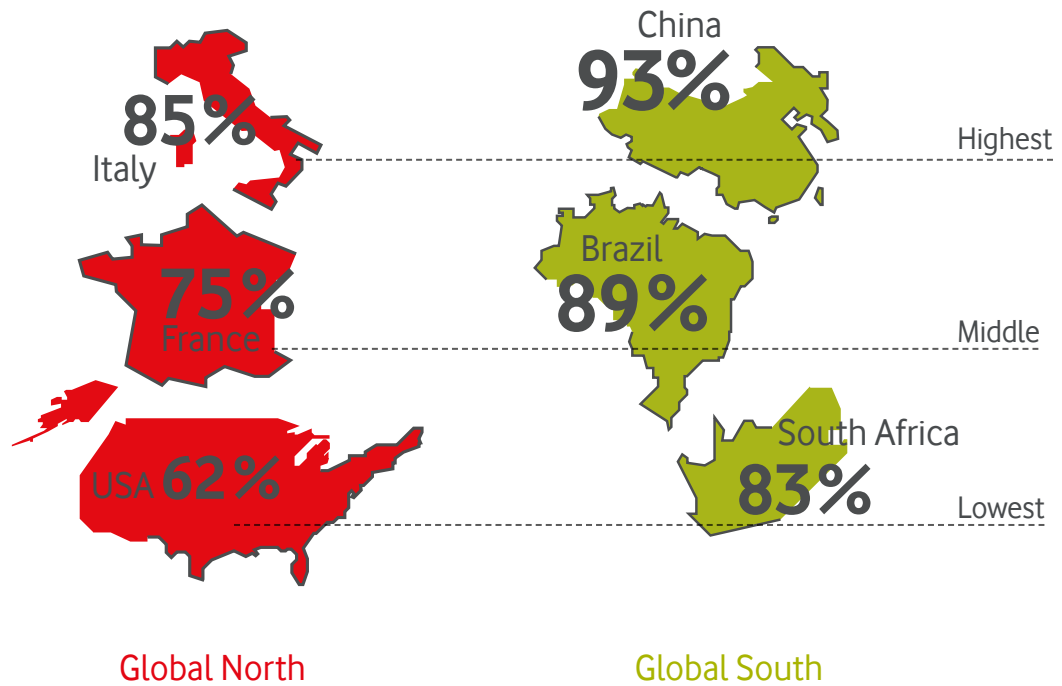 China
93%
85%
Italy
Highest
Brazil
89%
75%
France
Middle
South Africa
83%
USA 62%
Lowest
Global North
Global South